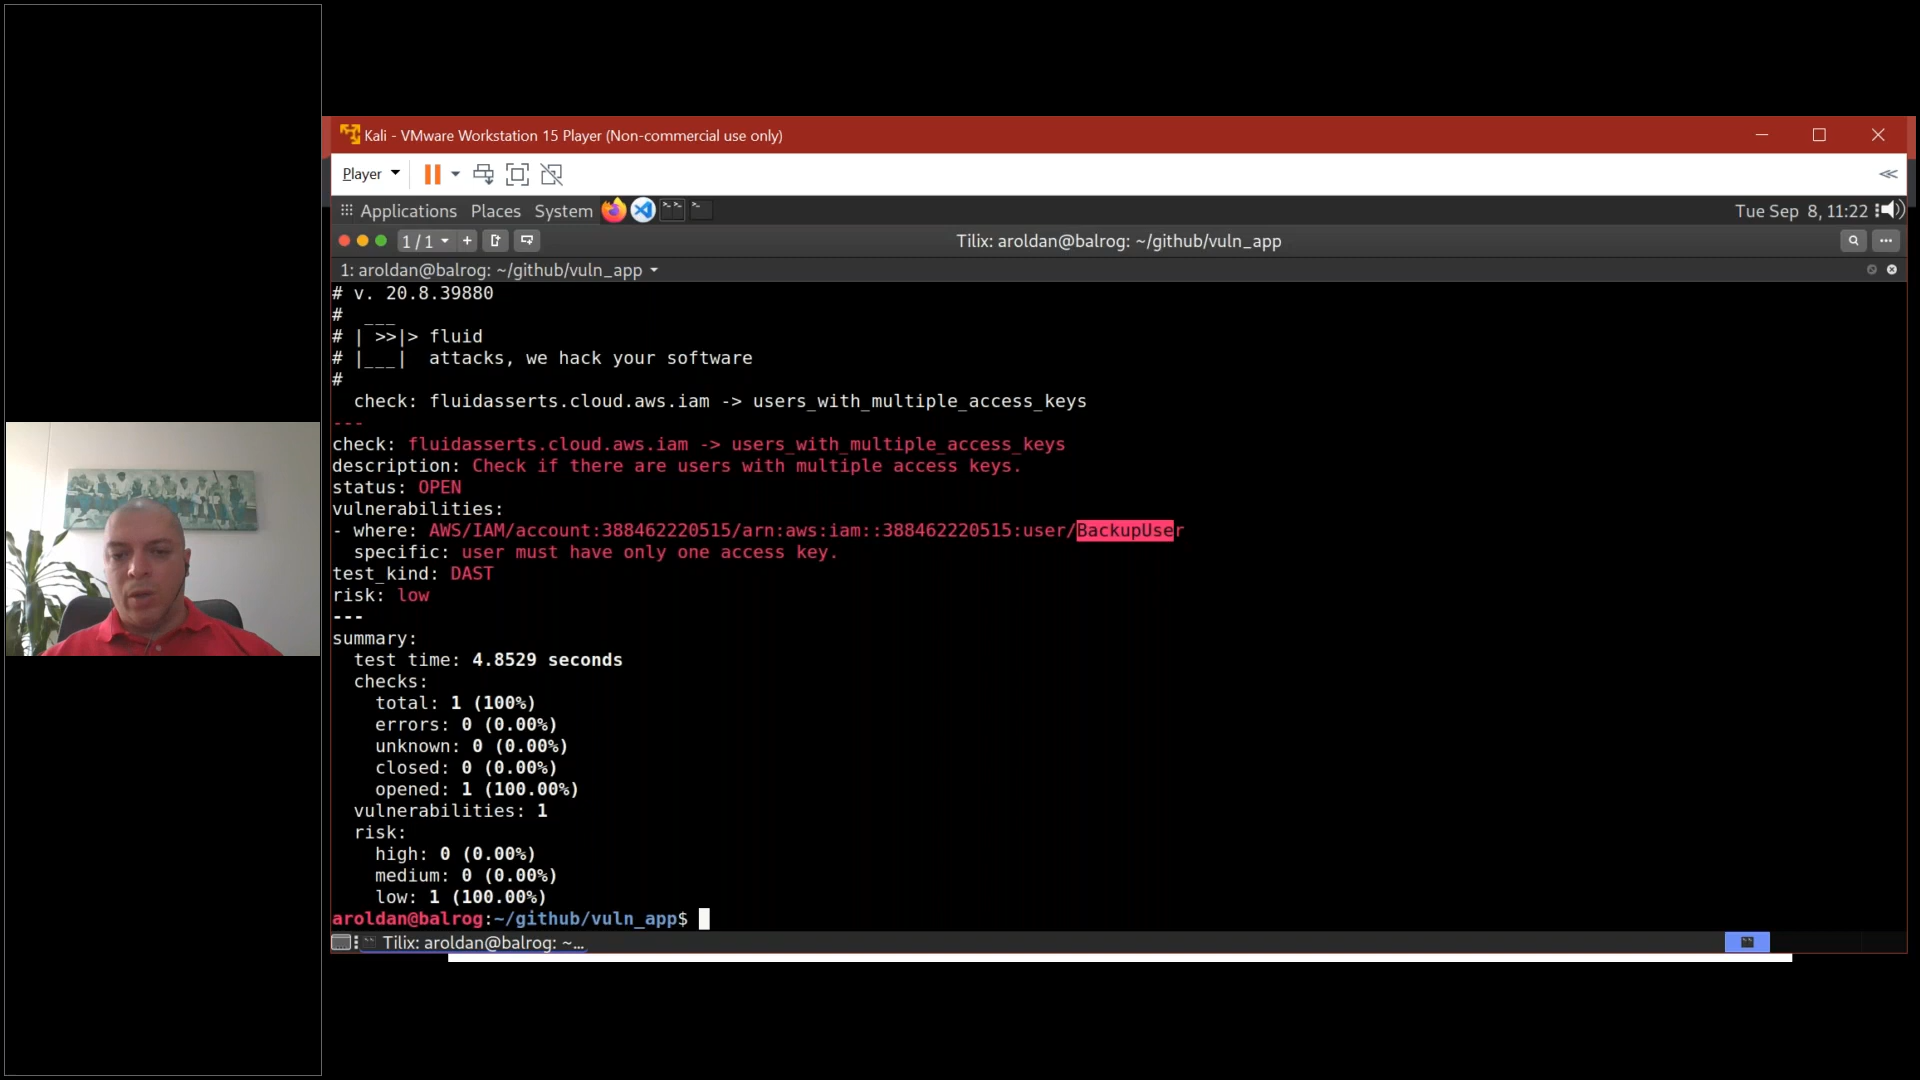 Kali - VMware Workstation 15 Player (Non-commercial use only)
Player
Applications Places System
Tue Sep 8, 11:22
1 / 1
Tilix: aroldan@balrog: ~/github/vuln_app
1: aroldan@balrog: ~/github/vuln_app
# v. 20.8.39880
#  ___
# | >>|> fluid
# |___|  attacks, we hack your software
#
check: fluidasserts.cloud.aws.iam -> users_with_multiple_access_keys
---
check: fluidasserts.cloud.aws.iam -> users_with_multiple_access_keys
description: Check if there are users with multiple access keys.
status: OPEN
vulnerabilities:
- where: AWS/IAM/account:388462220515/arn:aws:iam::388462220515:user/BackupUser
specific: user must have only one access key.
test_kind: DAST
risk: low
---
summary:
test time: 4.8529 seconds
checks:
total: 1 (100%)
errors: 0 (0.00%)
unknown: 0 (0.00%)
closed: 0 (0.00%)
opened: 1 (100.00%)
vulnerabilities: 1
risk:
high: 0 (0.00%)
medium: 0 (0.00%)
low: 1 (100.00%)
aroldan@balrog:~/github/vuln_app$
Tilix: aroldan@balrog: ~...